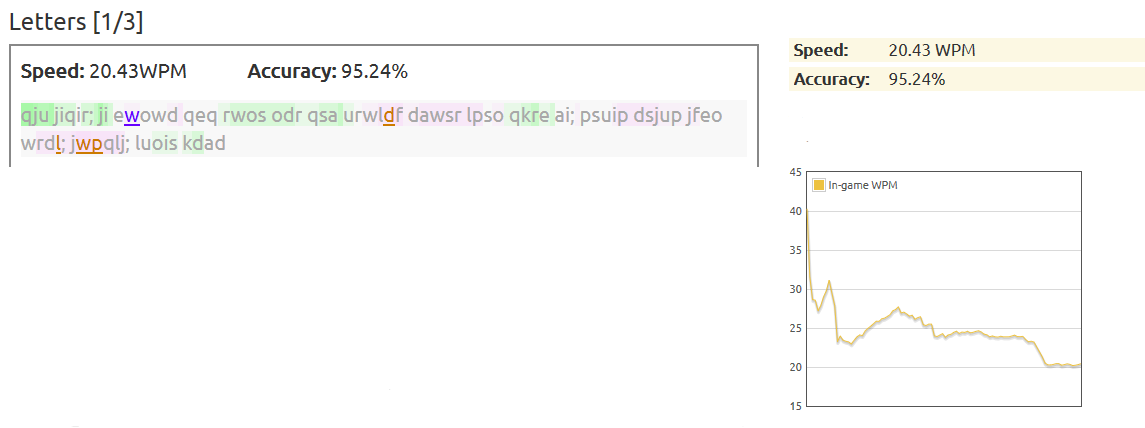 Letters [1/3]
Speed: 20.43WPM Accuracy: 95.24%
qju jiqir; ji ewowd qeq rwos odr qsa urwldf dawsr lpso qkre ai; psuip dsjup jfeo
wrdl; jwpqlj; luois kdad
Speed: 20.43 WPM
Accuracy: 95.24%
In-game WPM
45
40
35
30
25
20
15